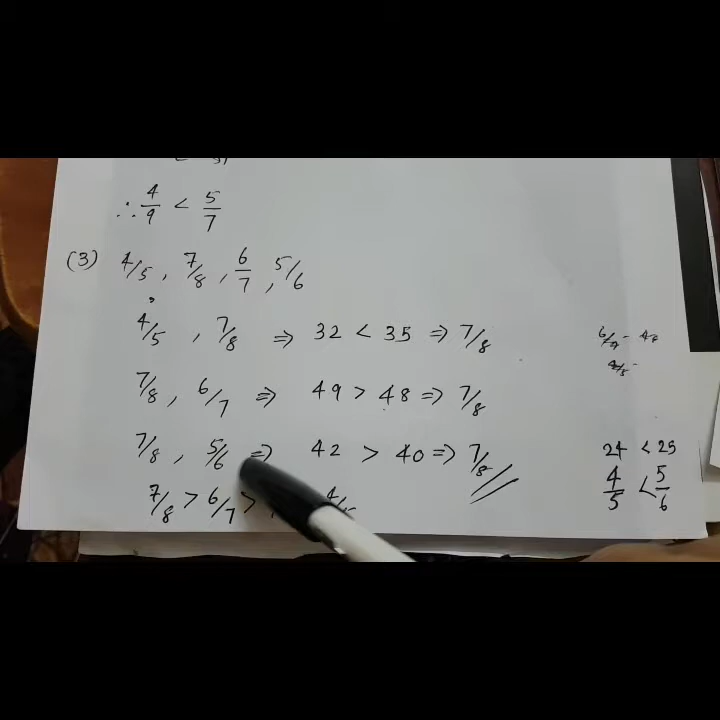 ∴ 4/9 < 5/7
(3) 4/5, 7/8, 6/7, 5/6
4/5, 7/8 ⇒ 32 < 35 ⇒ 7/8
7/8, 6/7 ⇒ 49 > 48 ⇒ 7/8
7/8, 5/6 ⇒ 42 > 40 ⇒ 7/8
7/8 > 6/7 >
24 < 25
4/5 < 5/6